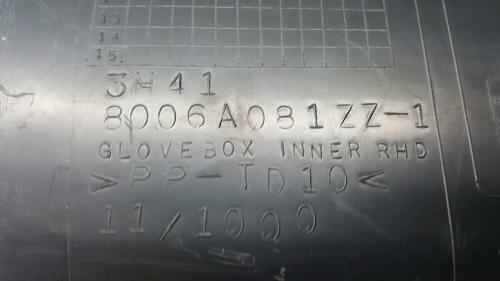 13
14
15.
3H41
8006A081ZZ-1
GLOVEBOX INNER RHD
>PP-TD10<
11/1000